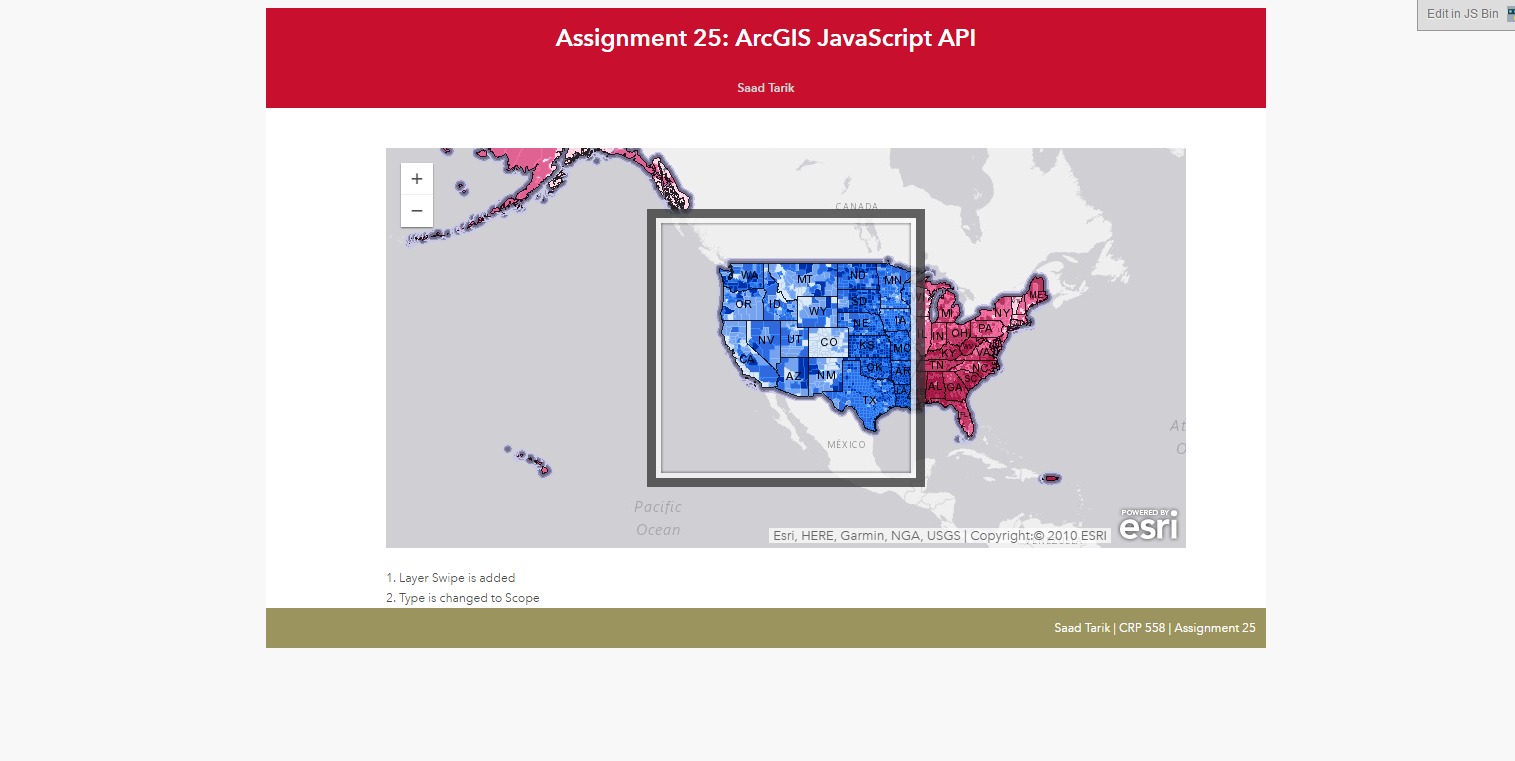 Edit in JS Bin
Assignment 25: ArcGIS JavaScript API
Saad Tarik
+
−
CANADA
WA MT ND MN
OR ID WY SD
NE IA
NV UT CO KS MO
CA AZ NM OK AR
TX LA
MI NY ME
IN OH PA
KY VA
TN NC
SC
AL GA
MÉXICO
Pacific
Ocean
At
O
POWERED BY
esri
Esri, HERE, Garmin, NGA, USGS | Copyright:© 2010 ESRI
1. Layer Swipe is added
2. Type is changed to Scope
Saad Tarik | CRP 558 | Assignment 25